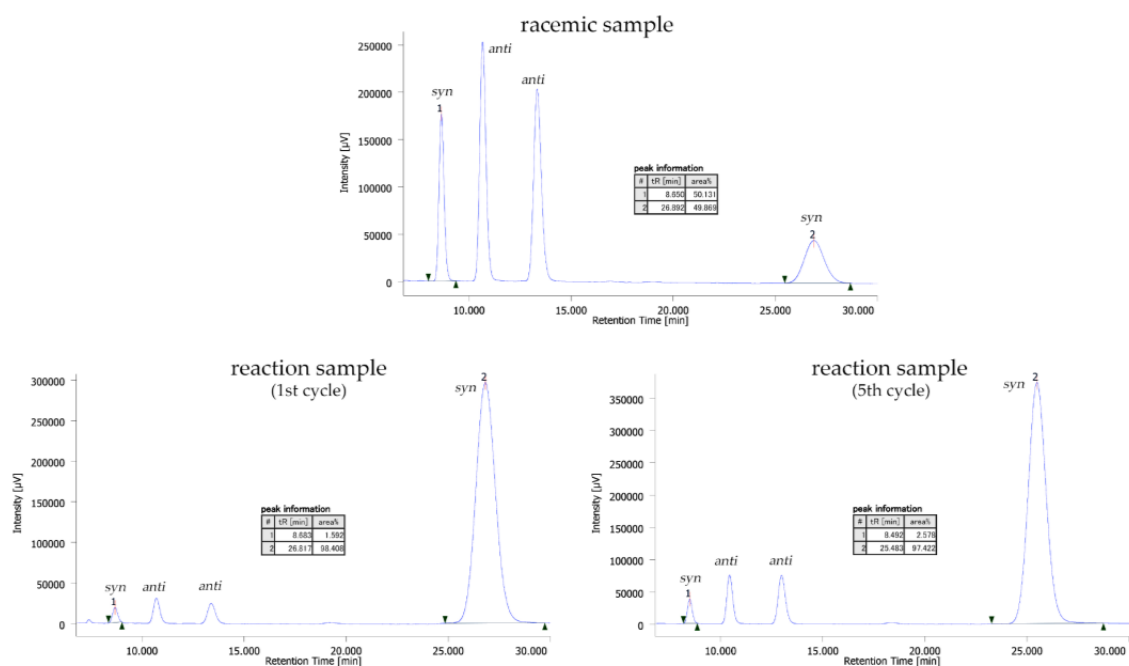 racemic sample
250000
200000
150000
100000
50000
0
Intensity [μV]
syn
1
anti
anti
syn
2
peak information
# tR [min] area%
1 8.650 50.131
2 26.892 49.869
10.000 15.000 20.000 25.000 30.000
Retention Time [min]
reaction sample
(1st cycle)
300000
250000
200000
150000
100000
50000
0
Intensity [μV]
syn
1
anti
anti
syn
2
peak information
# tR [min] area%
1 8.683 1.592
2 26.817 98.408
10.000 15.000 20.000 25.000 30.000
Retention Time [min]
reaction sample
(5th cycle)
350000
300000
250000
200000
150000
100000
50000
0
Intensity [μV]
syn
1
anti
anti
syn
2
peak information
# tR [min] area%
1 8.492 2.578
2 25.483 97.422
10.000 15.000 20.000 25.000 30.000
Retention Time [min]